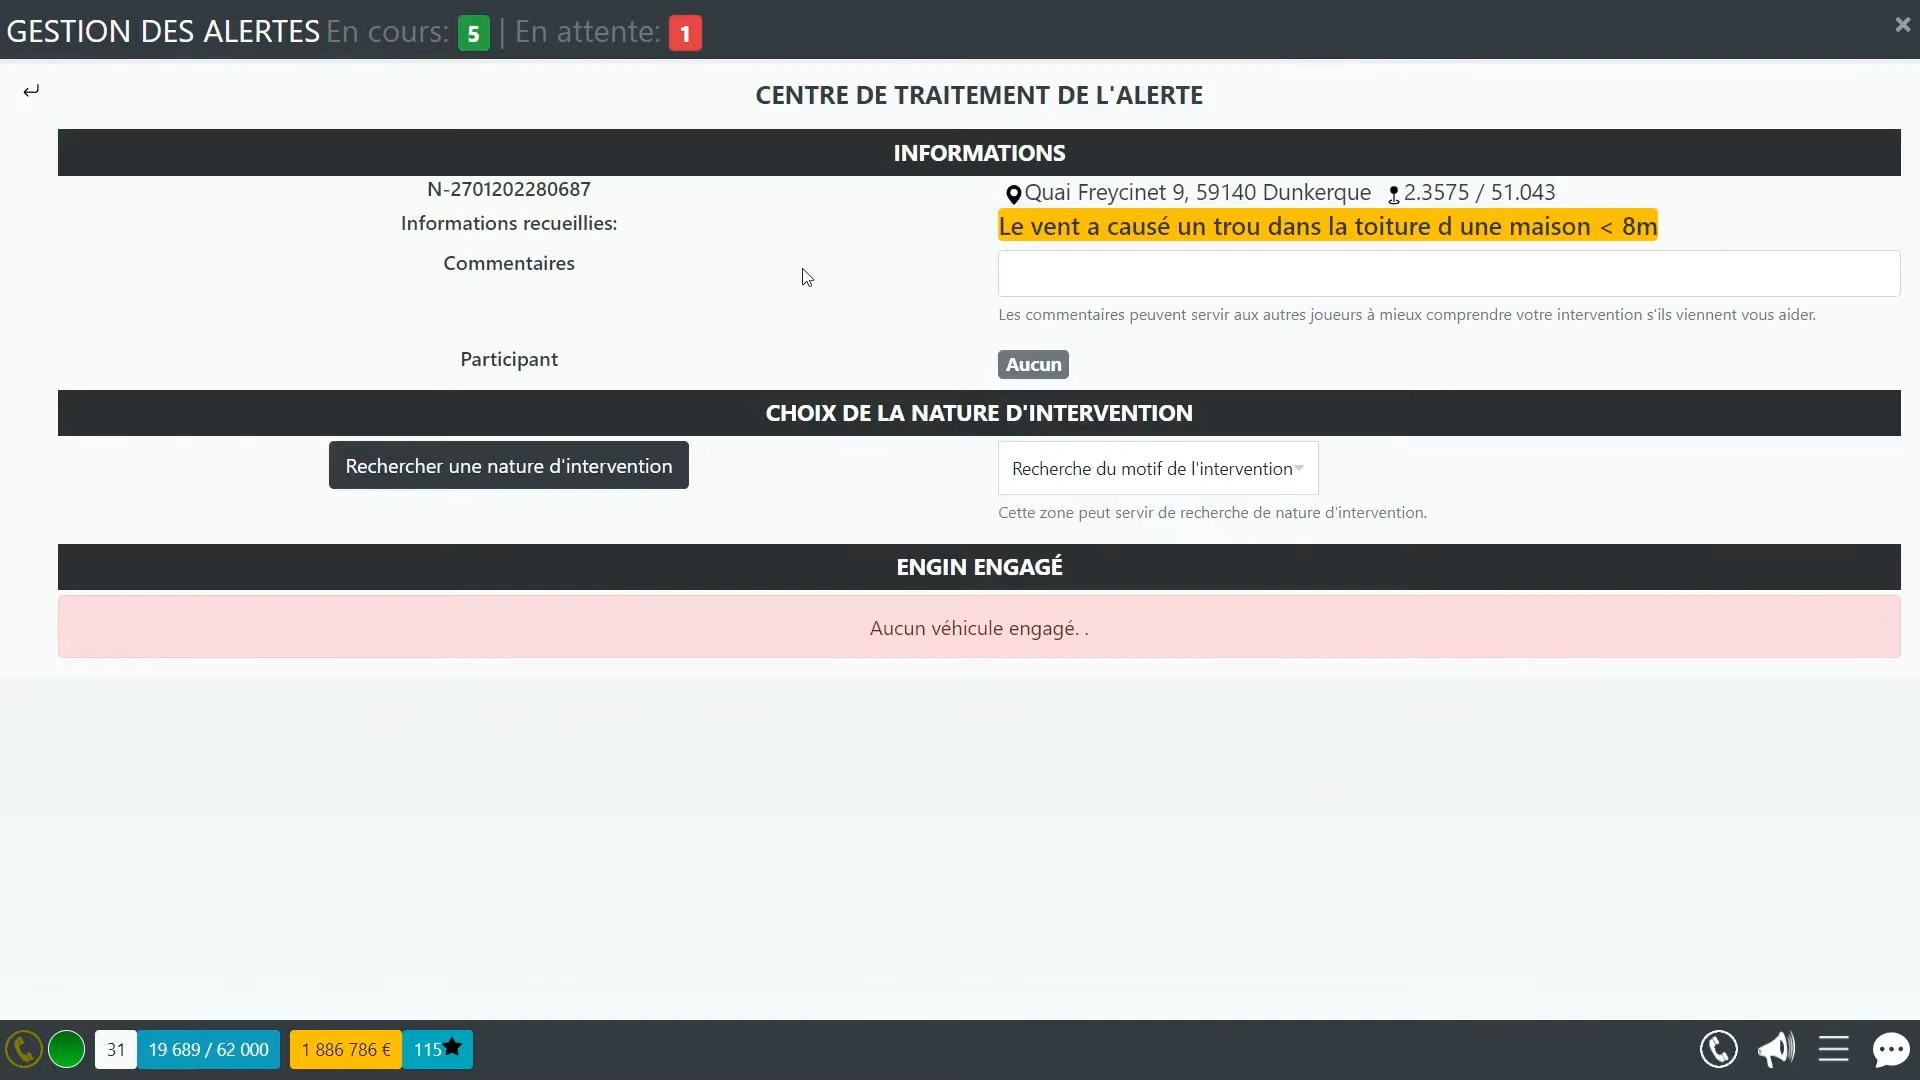 GESTION DES ALERTES En cours: 5 | En attente: 1
CENTRE DE TRAITEMENT DE L'ALERTE
INFORMATIONS
N-2701202280687
Quai Freycinet 9, 59140 Dunkerque 2.3575 / 51.043
Informations recueillies:
Le vent a causé un trou dans la toiture d une maison < 8m
Commentaires
Les commentaires peuvent servir aux autres joueurs à mieux comprendre votre intervention s'ils viennent vous aider.
Participant
Aucun
CHOIX DE LA NATURE D'INTERVENTION
Rechercher une nature d'intervention
Recherche du motif de l'intervention
Cette zone peut servir de recherche de nature d'intervention.
ENGIN ENGAGÉ
Aucun véhicule engagé. .
31 19 689 / 62 000 1 886 786 € 115